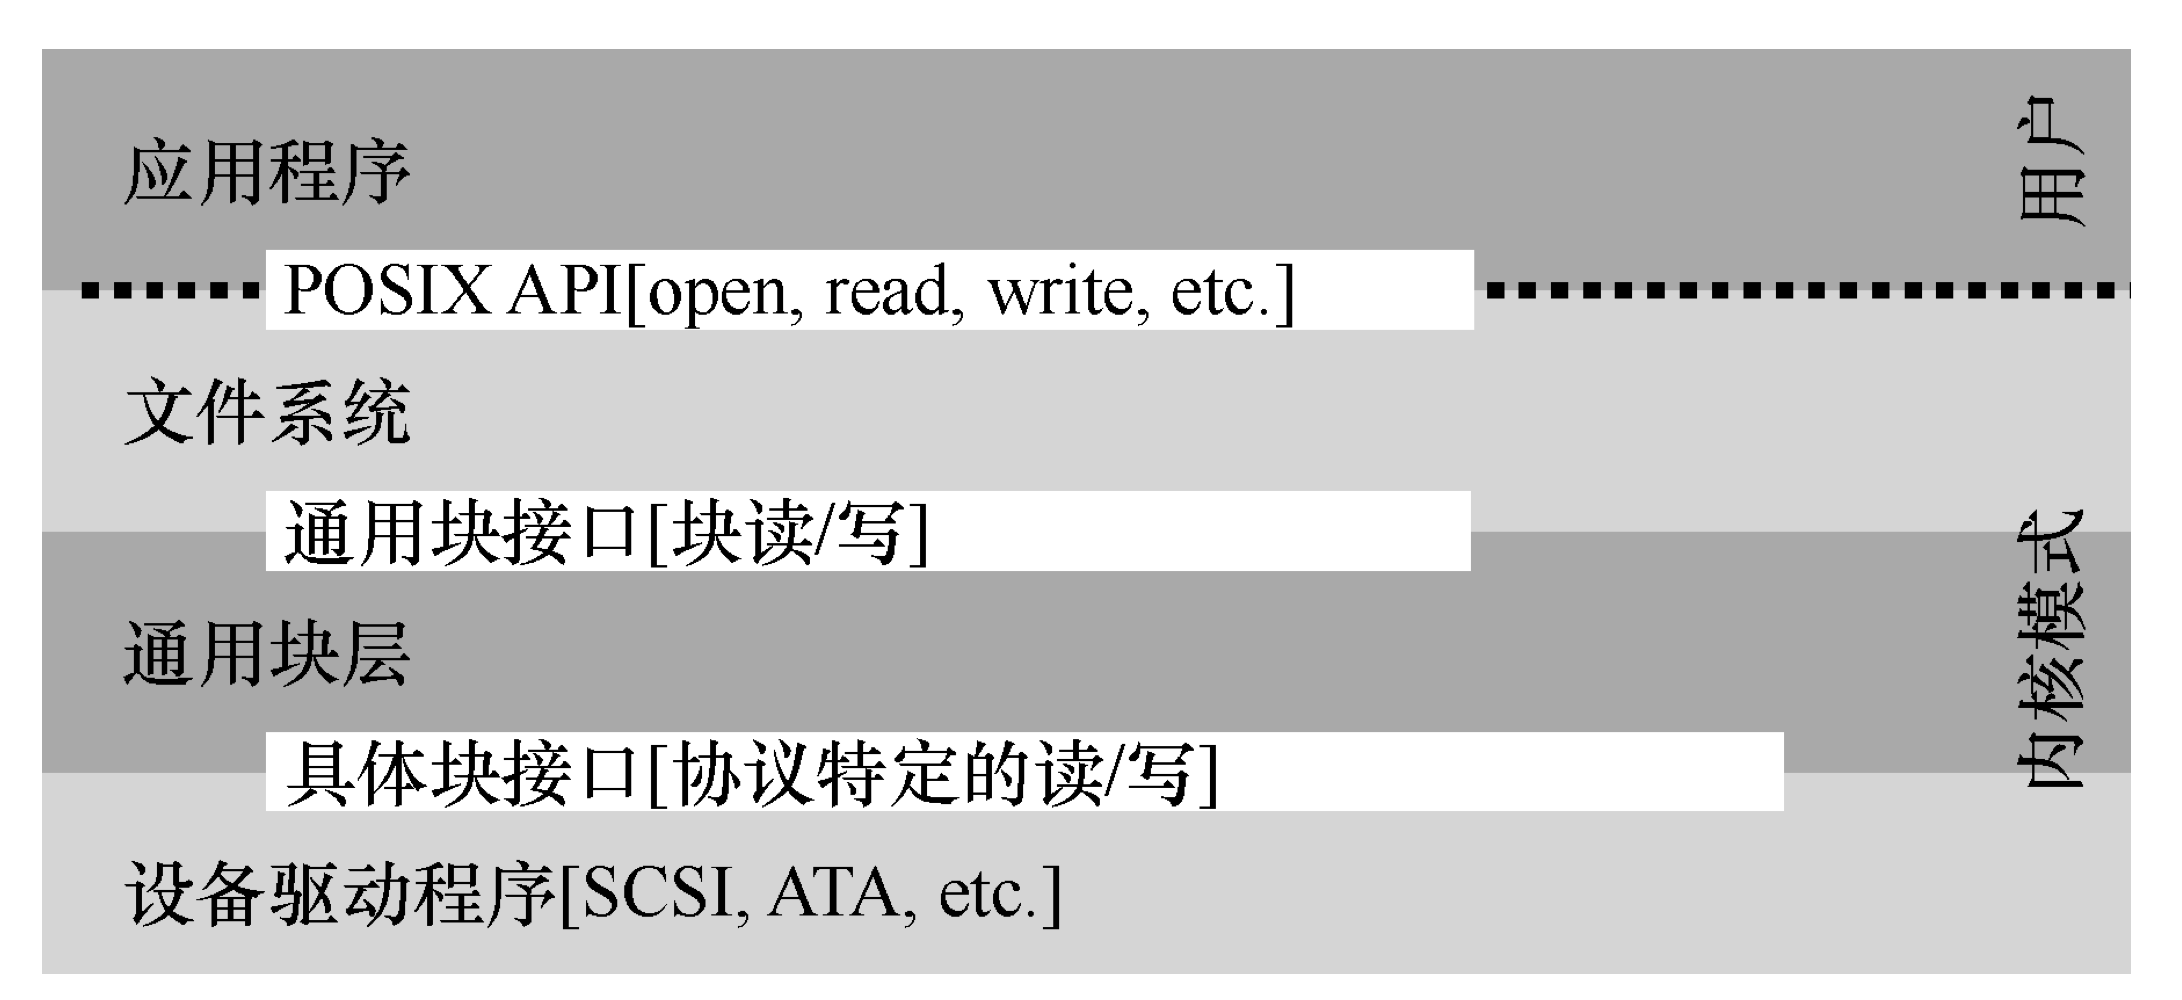 应用程序
用户
POSIX API[open, read, write, etc.]
文件系统
通用块接口[块读/写]
通用块层
内核模式
具体块接口[协议特定的读/写]
设备驱动程序[SCSI, ATA, etc.]